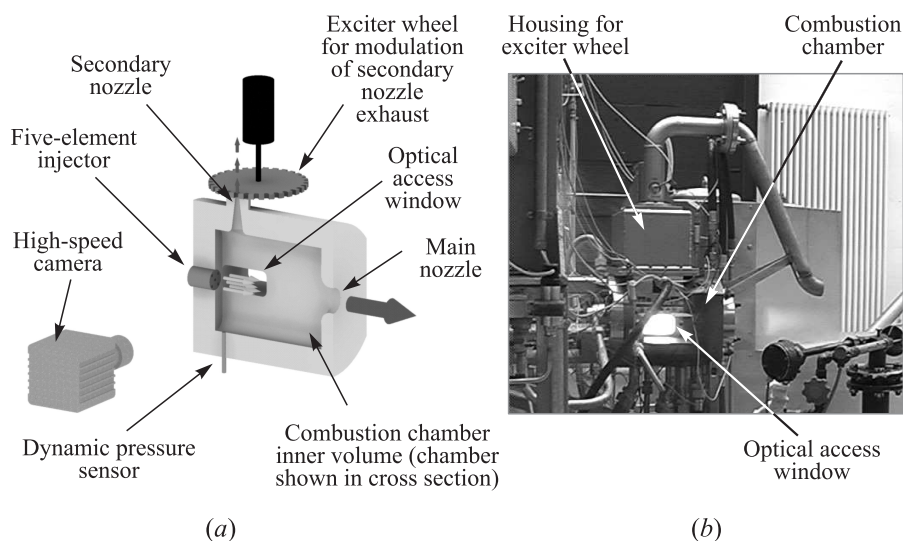 Exciter wheel
for modulation
of secondary
nozzle
exhaust
Secondary
nozzle
Five-element
injector
Optical
access
window
High-speed
camera
Main
nozzle
Dynamic pressure
sensor
Combustion chamber
inner volume (chamber
shown in cross section)
(a)
Housing for
exciter wheel
Combustion
chamber
Optical access
window
(b)